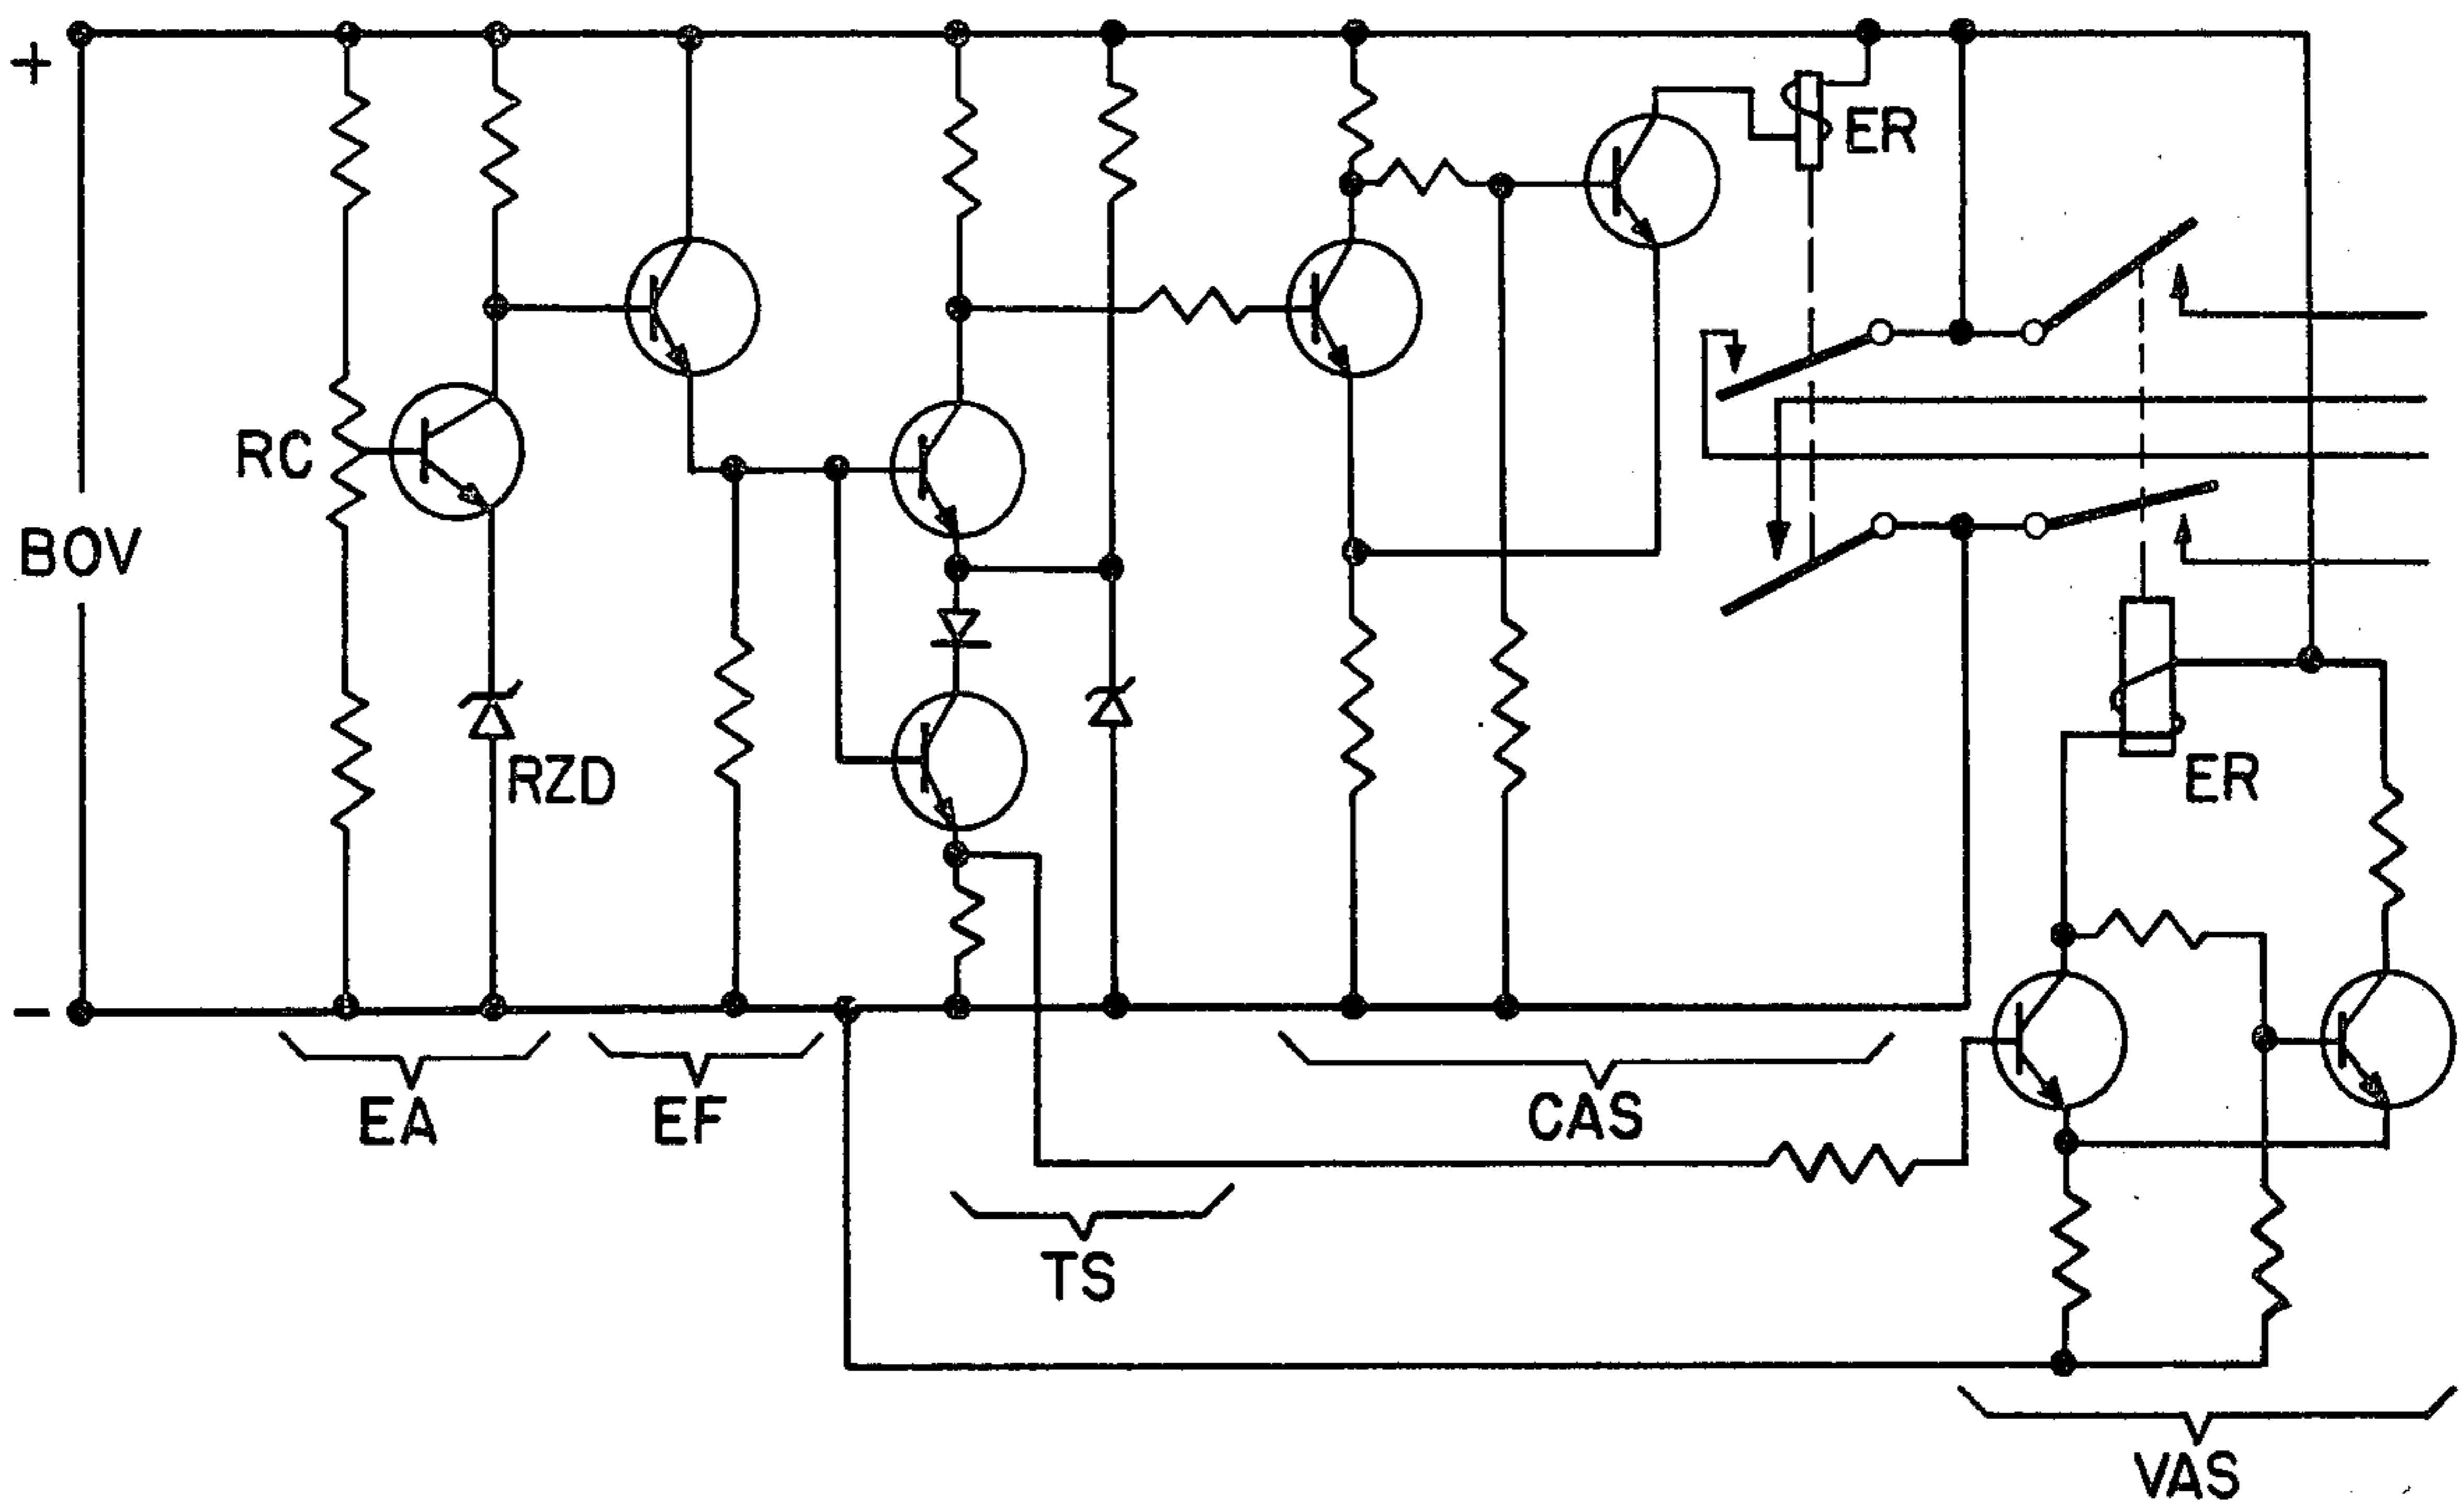 +
ER
RC
BOV
RZD
ER
−
EA
EF
CAS
TS
VAS